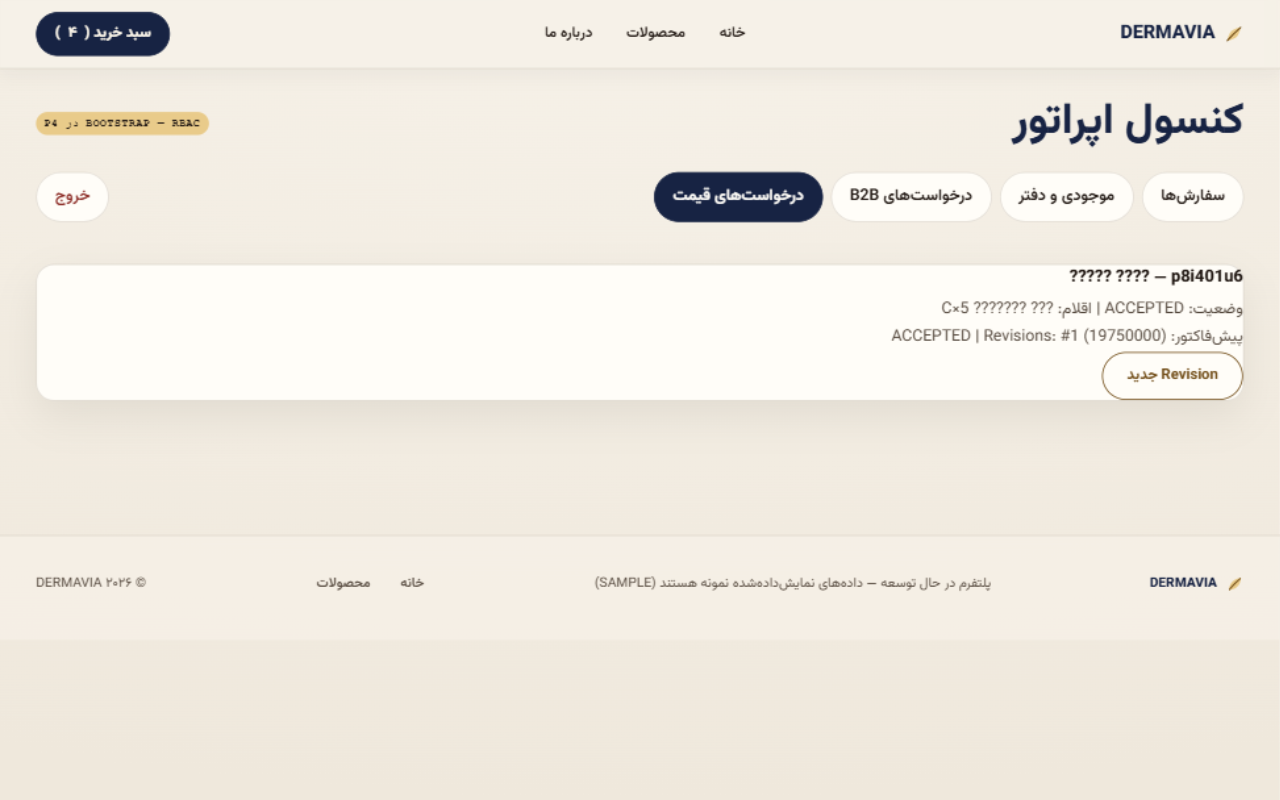 DERMAVIA
خانه
محصولات
درباره ما
سبد خرید ( ۴ )
کنسول اپراتور
BOOTSTRAP — RBAC در P4
سفارش‌ها
موجودی و دفتر
درخواست‌های B2B
درخواست‌های قیمت
خروج
p8i401u6 — ???? ?????
وضعیت: ACCEPTED | اقلام: ??? ??????? C×5
پیش‌فاکتور: ACCEPTED | Revisions: #1 (19750000)
Revision جدید
DERMAVIA
پلتفرم در حال توسعه — داده‌های نمایش‌داده‌شده نمونه هستند (SAMPLE)
خانه
محصولات
© ۲۰۲۶ DERMAVIA